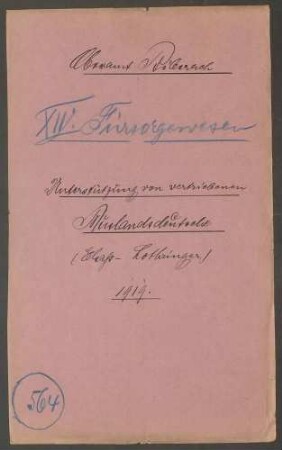 Oberamt Biberach
XIV. Fürsorgewesen
Unterstützung von vertriebenen
Auslandsdeutsche
(Elsaß-Lothringer)
1919.
564